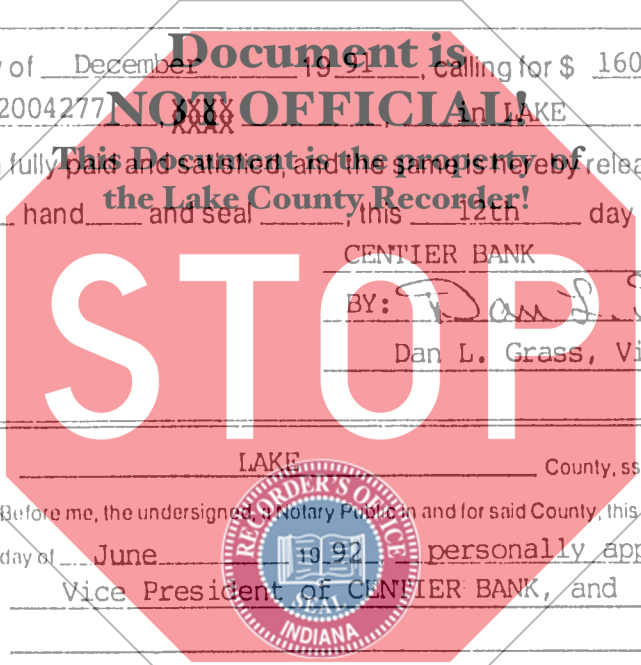 Document is
y of December 19 91 , calling for $ 160
2004277 NOT OFFICIAL! in LAKE
fully paid and satisfied, and the same is hereby relea
This Document is the property of
the Lake County Recorder!
hand and seal , this 12th day
CENTIER BANK
BY: Dan L.
Dan L. Grass, Vi
STOP
LAKE County, ss
Before me, the undersigned, a Notary Public in and for said County, this
day of June 19 92 personally app
Vice President of CENTIER BANK, and
RECORDER'S OFFICE
SEAL
INDIANA